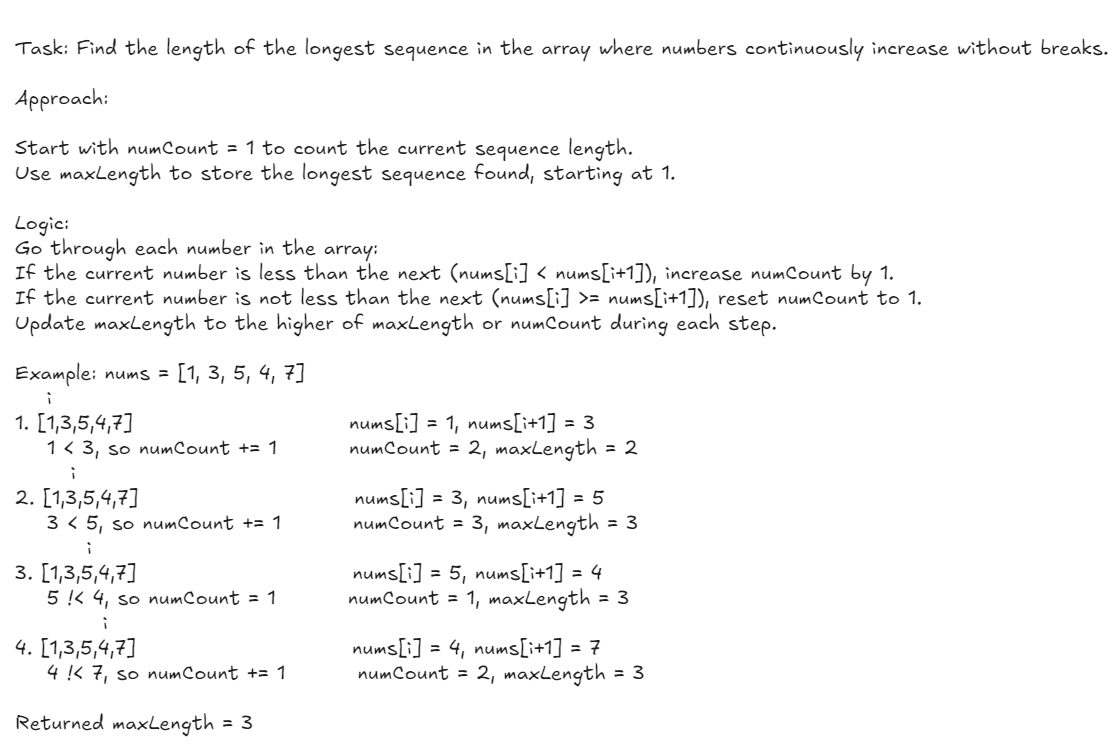 Task: Find the length of the longest sequence in the array where numbers continuously increase without breaks.
Approach:
Start with numCount = 1 to count the current sequence length.
Use maxLength to store the longest sequence found, starting at 1.
Logic:
Go through each number in the array:
If the current number is less than the next (nums[i] < nums[i+1]), increase numCount by 1.
If the current number is not less than the next (nums[i] >= nums[i+1]), reset numCount to 1.
Update maxLength to the higher of maxLength or numCount during each step.
Example: nums = [1, 3, 5, 4, 7]
i
1. [1,3,5,4,7] nums[i] = 1, nums[i+1] = 3
1 < 3, so numCount += 1 numCount = 2, maxLength = 2
i
2. [1,3,5,4,7] nums[i] = 3, nums[i+1] = 5
3 < 5, so numCount += 1 numCount = 3, maxLength = 3
i
3. [1,3,5,4,7] nums[i] = 5, nums[i+1] = 4
5 !< 4, so numCount = 1 numCount = 1, maxLength = 3
i
4. [1,3,5,4,7] nums[i] = 4, nums[i+1] = 7
4 !< 7, so numCount += 1 numCount = 2, maxLength = 3
Returned maxLength = 3